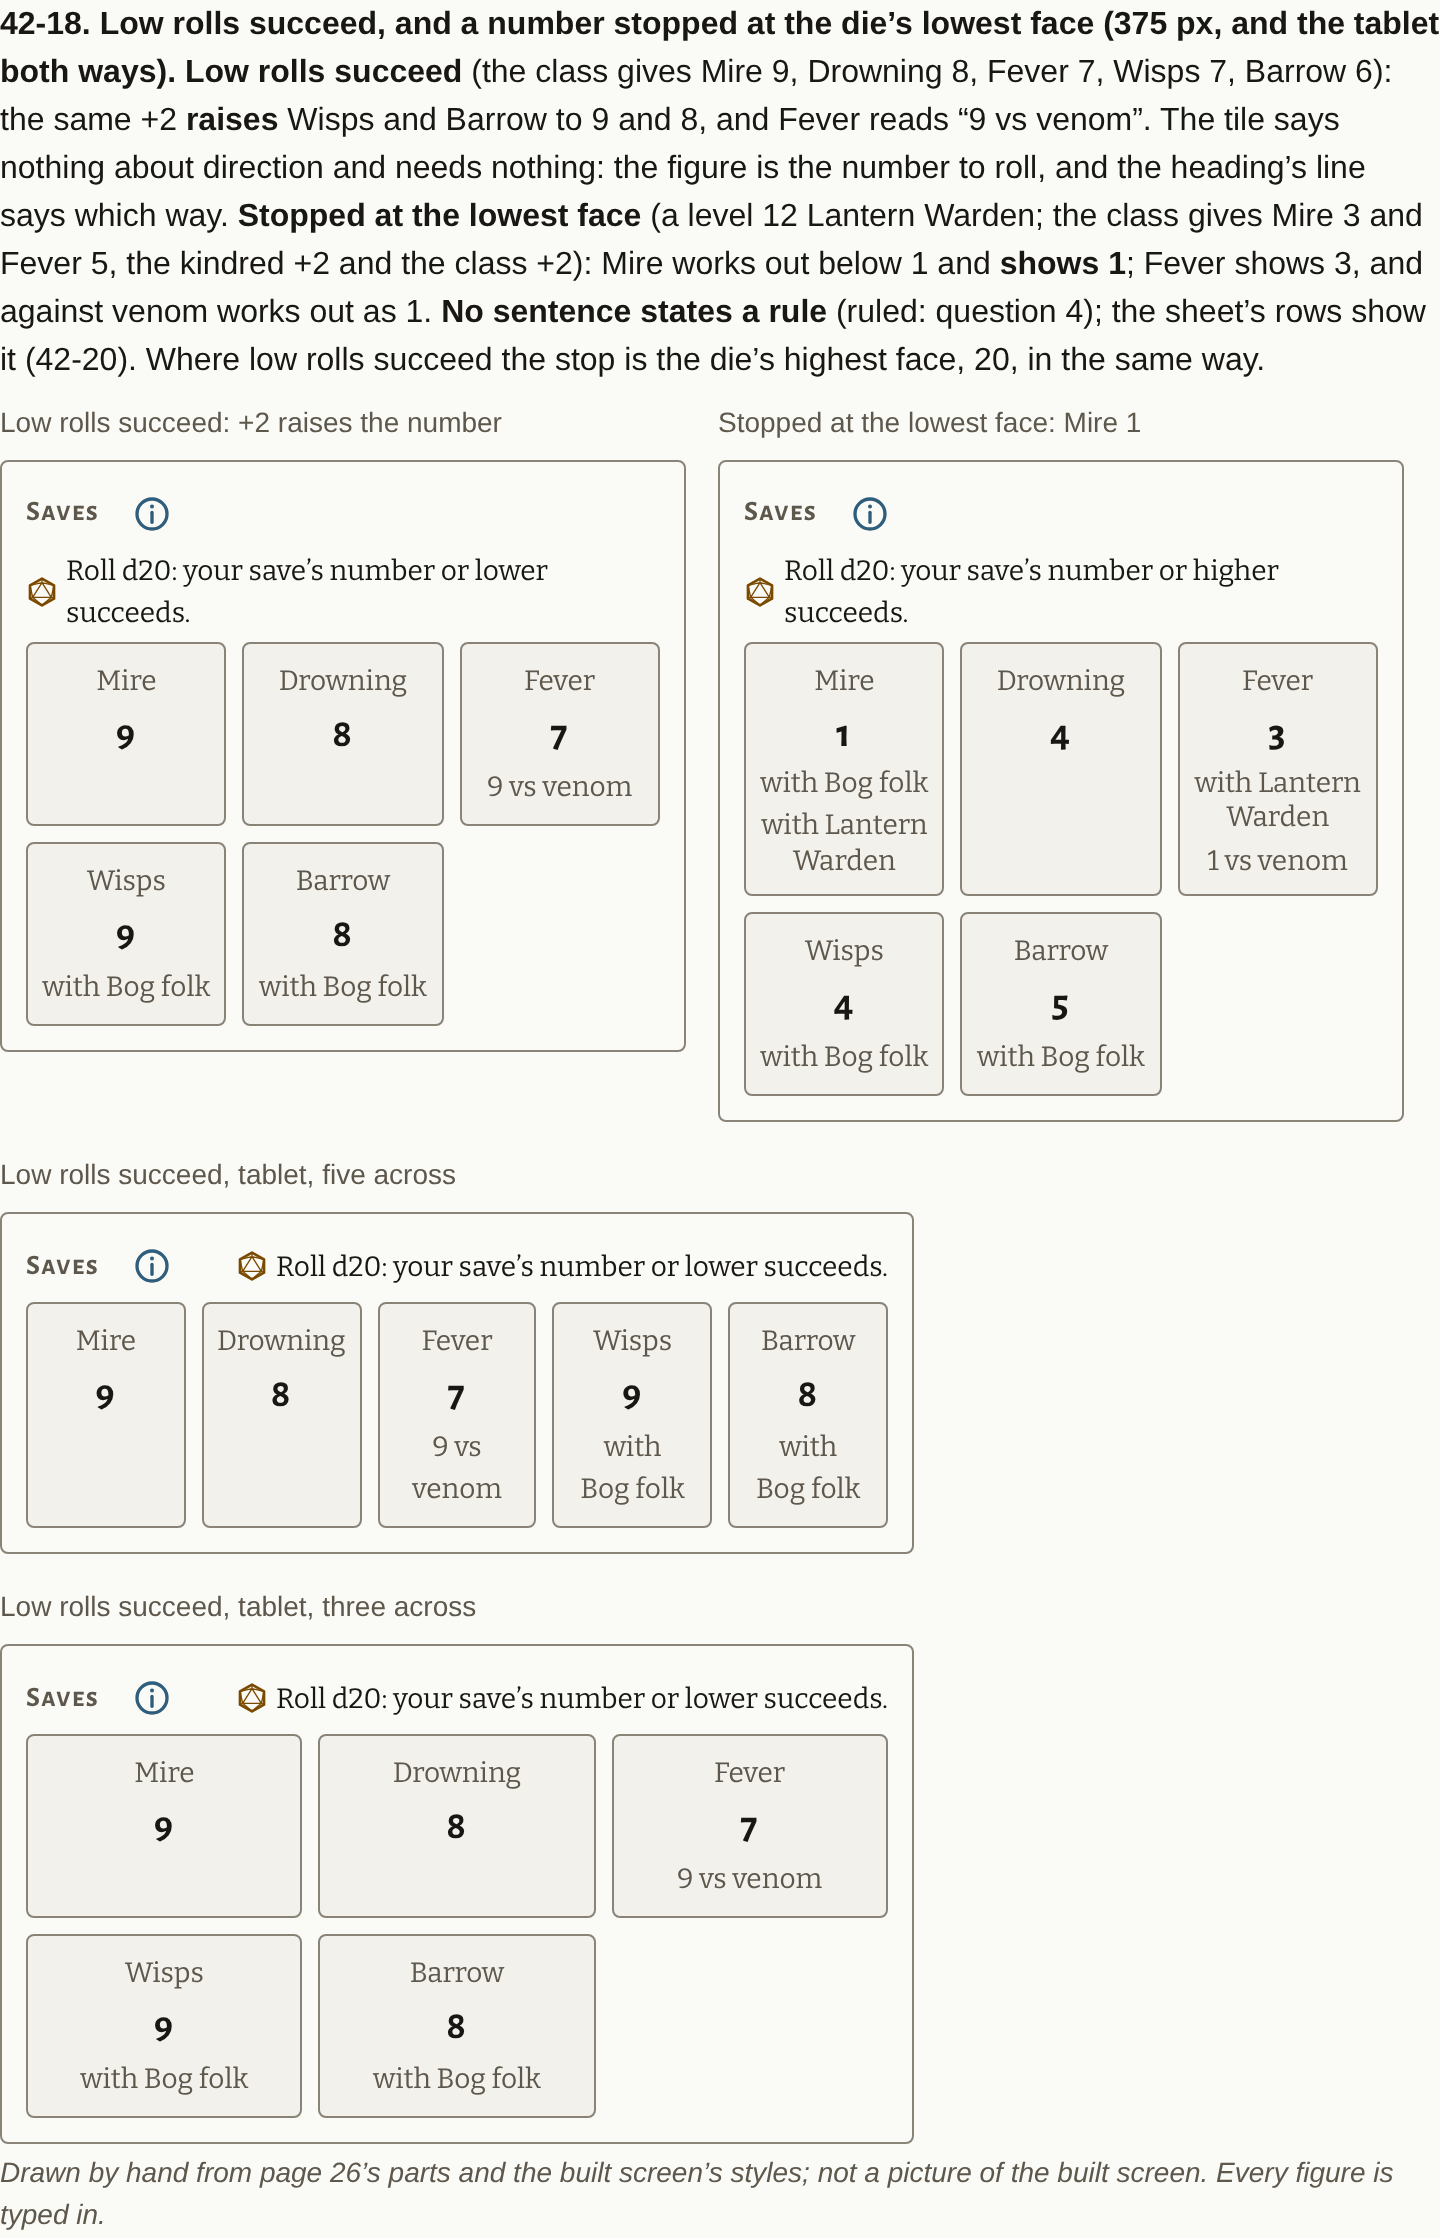 42-18. Low rolls succeed, and a number stopped at the die’s lowest face (375 px, and the tablet
both ways). Low rolls succeed (the class gives Mire 9, Drowning 8, Fever 7, Wisps 7, Barrow 6):
the same +2 raises Wisps and Barrow to 9 and 8, and Fever reads “9 vs venom”. The tile says
nothing about direction and needs nothing: the figure is the number to roll, and the heading’s line
says which way. Stopped at the lowest face (a level 12 Lantern Warden; the class gives Mire 3 and
Fever 5, the kindred +2 and the class +2): Mire works out below 1 and shows 1; Fever shows 3, and
against venom works out as 1. No sentence states a rule (ruled: question 4); the sheet’s rows show
it (42-20). Where low rolls succeed the stop is the die’s highest face, 20, in the same way.
Low rolls succeed: +2 raises the number
Saves
Roll d20: your save’s number or lower
succeeds.
Mire
9
Drowning
8
Fever
7
9 vs venom
Wisps
9
with Bog folk
Barrow
8
with Bog folk
Stopped at the lowest face: Mire 1
Saves
Roll d20: your save’s number or higher
succeeds.
Mire
1
with Bog folk
with Lantern
Warden
Drowning
4
Fever
3
with Lantern
Warden
1 vs venom
Wisps
4
with Bog folk
Barrow
5
with Bog folk
Low rolls succeed, tablet, five across
Saves
Roll d20: your save’s number or lower succeeds.
Mire
9
Drowning
8
Fever
7
9 vs
venom
Wisps
9
with
Bog folk
Barrow
8
with
Bog folk
Low rolls succeed, tablet, three across
Saves
Roll d20: your save’s number or lower succeeds.
Mire
9
Drowning
8
Fever
7
9 vs venom
Wisps
9
with Bog folk
Barrow
8
with Bog folk
Drawn by hand from page 26’s parts and the built screen’s styles; not a picture of the built screen. Every figure is
typed in.